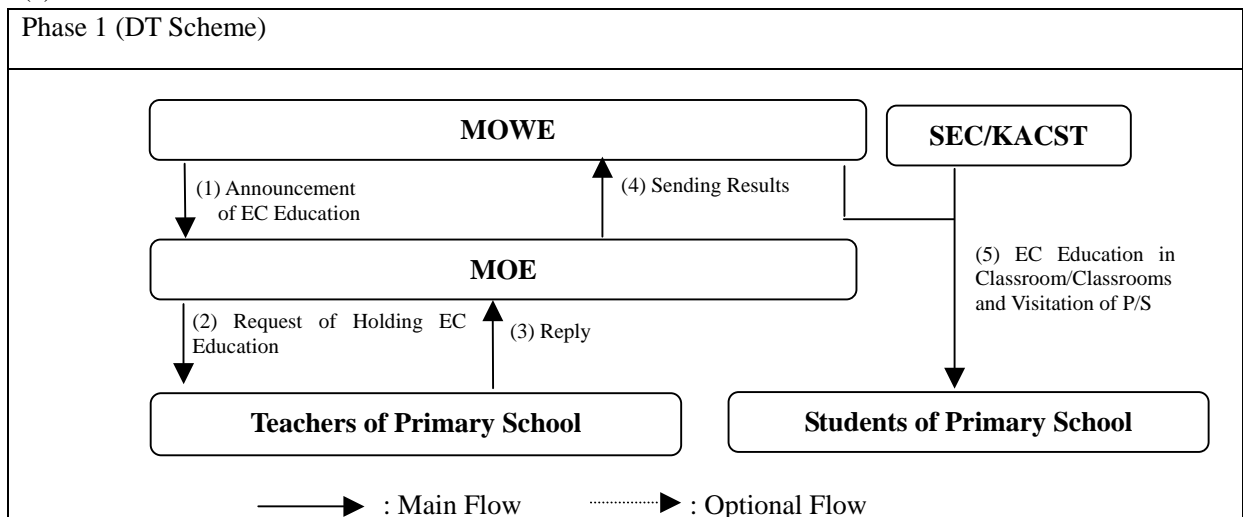 Phase 1 (DT Scheme)
MOWE
SEC/KACST
(1) Announcement
of EC Education
(4) Sending Results
MOE
(5) EC Education in
Classroom/Classrooms
and Visitation of P/S
(2) Request of Holding EC
Education
(3) Reply
Teachers of Primary School
Students of Primary School
: Main Flow
: Optional Flow